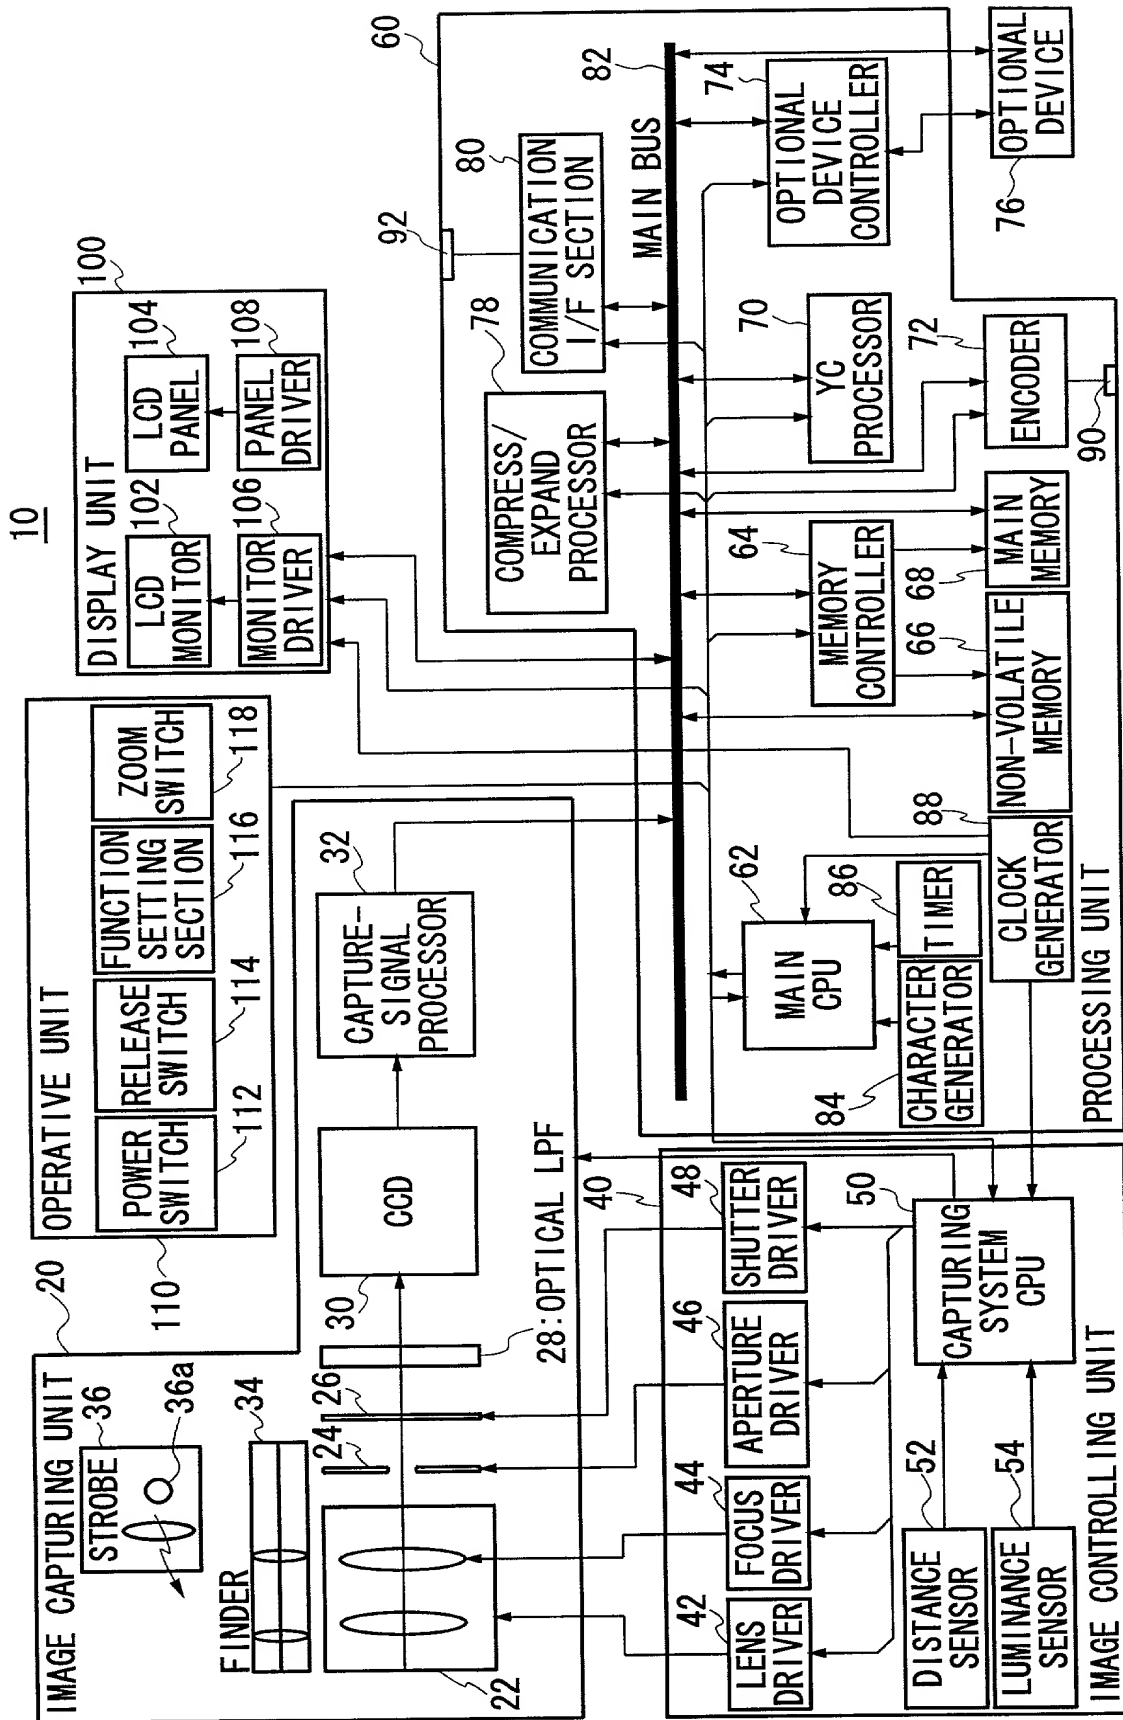 10
IMAGE CAPTURING UNIT
20
STROBE
36
36a
FINDER
34
22
24
26
28:OPTICAL LPF
CCD
30
CAPTURE-
SIGNAL
PROCESSOR
32
OPERATIVE UNIT
110
POWER
SWITCH
112
RELEASE
SWITCH
114
FUNCTION
SETTING
SECTION
116
ZOOM
SWITCH
118
DISPLAY UNIT
100
LCD
MONITOR
102
LCD
PANEL
104
MONITOR
DRIVER
106
PANEL
DRIVER
108
IMAGE CONTROLLING UNIT
40
LENS
DRIVER
42
FOCUS
DRIVER
44
APERTURE
DRIVER
46
SHUTTER
DRIVER
48
CAPTURING
SYSTEM
CPU
50
DISTANCE
SENSOR
52
LUMINANCE
SENSOR
54
PROCESSING UNIT
60
COMPRESS/
EXPAND
PROCESSOR
78
COMMUNICATION
I/F SECTION
80
92
MAIN BUS
82
MAIN
CPU
62
CHARACTER
GENERATOR
84
TIMER
86
CLOCK
GENERATOR
88
MEMORY
CONTROLLER
64
NON-VOLATILE
MEMORY
66
MAIN
MEMORY
68
YC
PROCESSOR
70
ENCODER
72
90
OPTIONAL
DEVICE
CONTROLLER
74
OPTIONAL
DEVICE
76